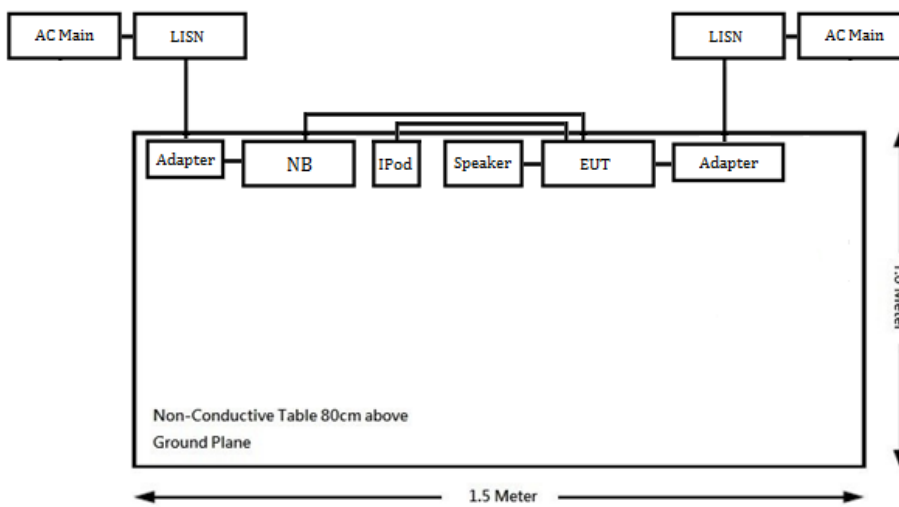 AC Main
LISN
LISN
AC Main
Adapter
NB
IPod
Speaker
EUT
Adapter
Non-Conductive Table 80cm above
Ground Plane
1.5 Meter